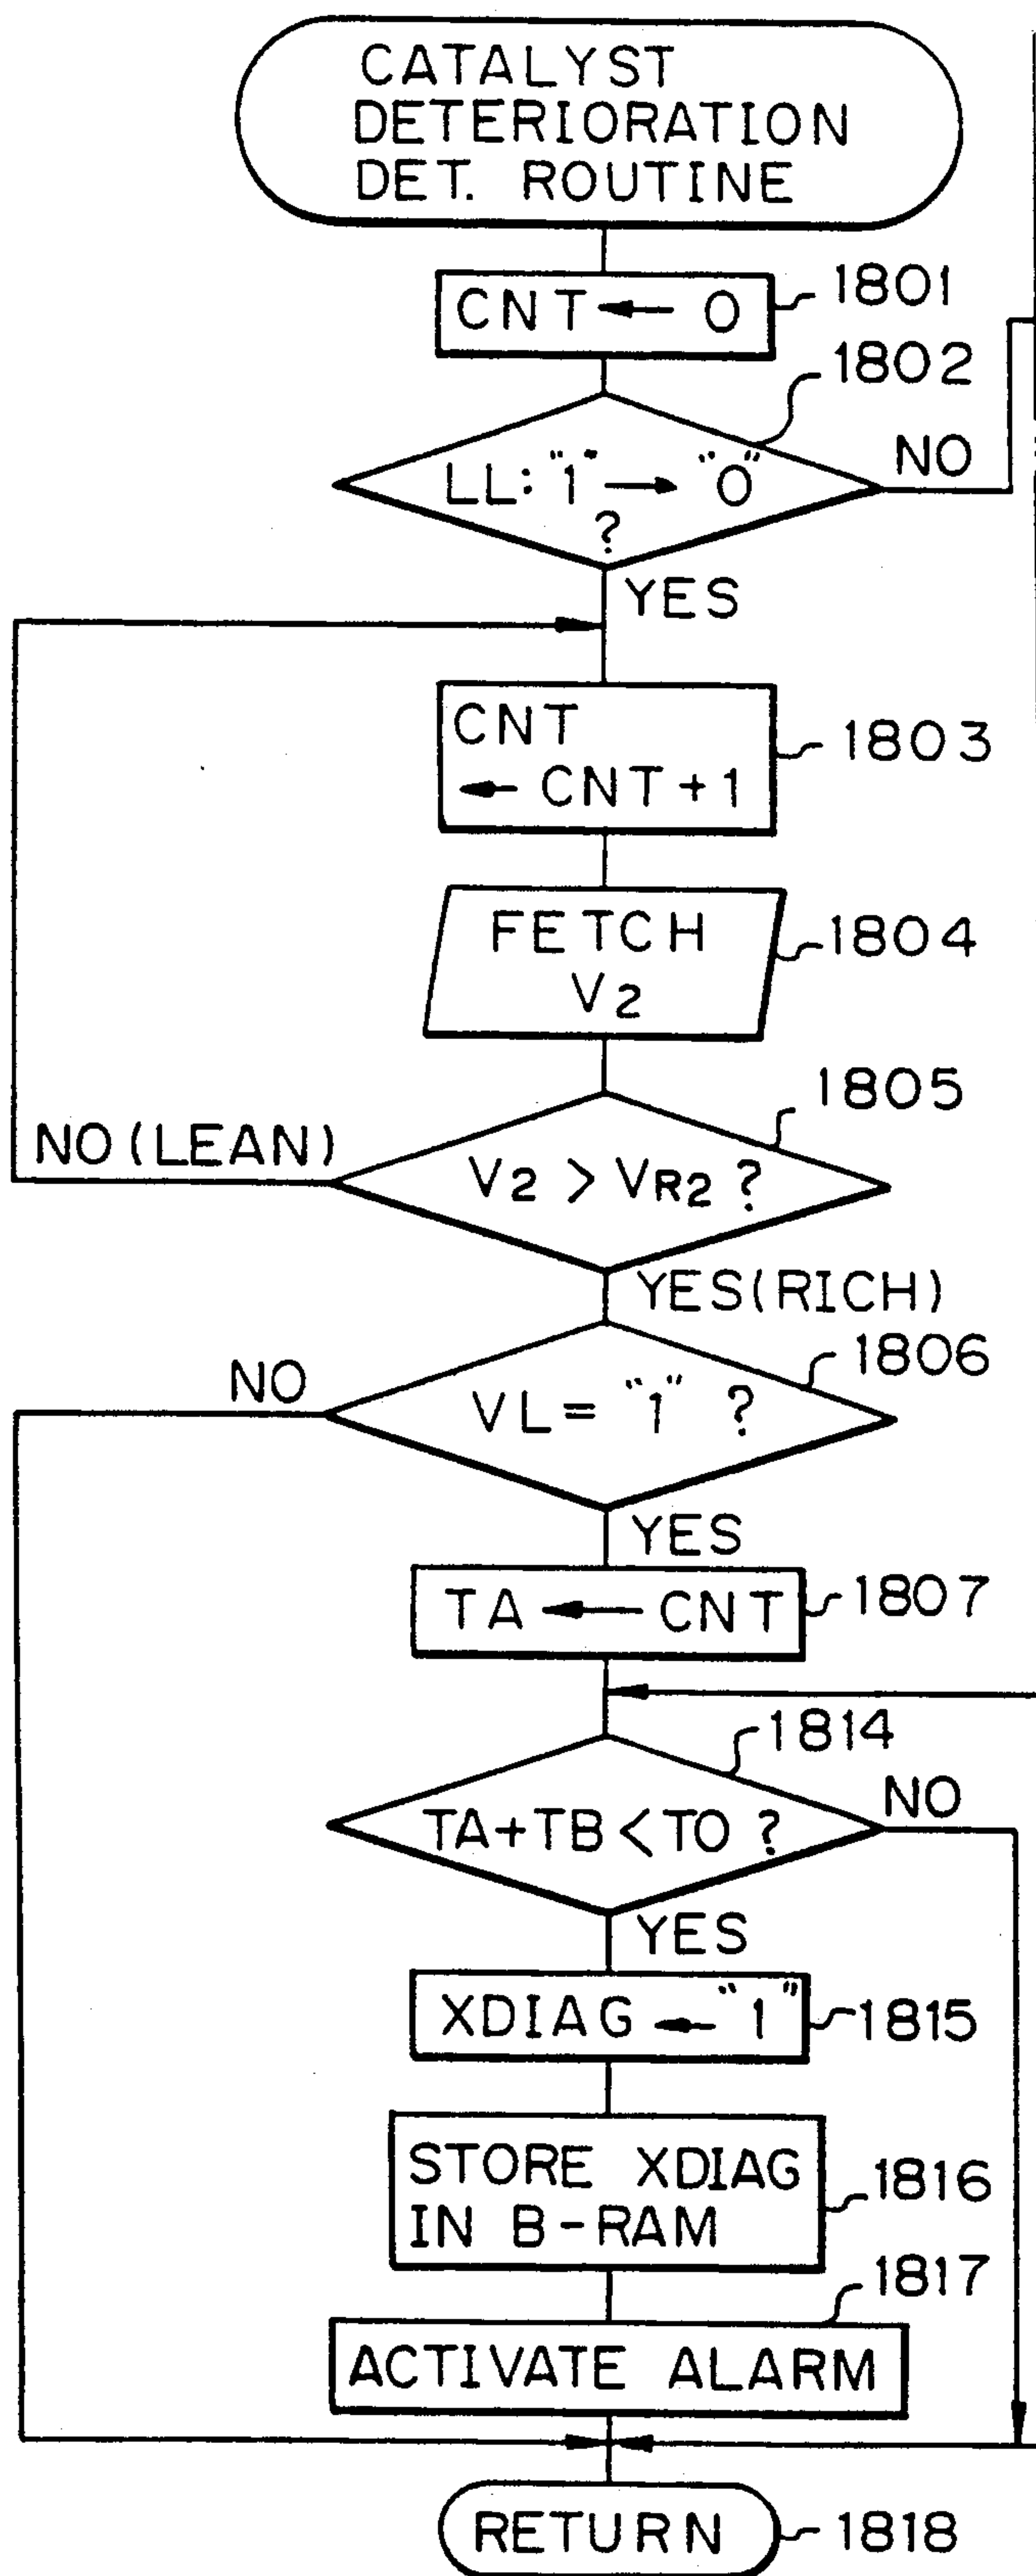 CATALYST
DETERIORATION
DET. ROUTINE
CNT ← 0
1801
1802
LL: "1" → "0"
?
NO
YES
CNT
← CNT+1
1803
FETCH
V2
1804
1805
NO (LEAN)
V2 > VR2 ?
YES(RICH)
1806
NO
VL = "1" ?
YES
TA ← CNT
1807
1814
NO
TA+TB < TO ?
YES
XDIAG ← "1"
1815
STORE XDIAG
IN B-RAM
1816
1817
ACTIVATE ALARM
RETURN
1818